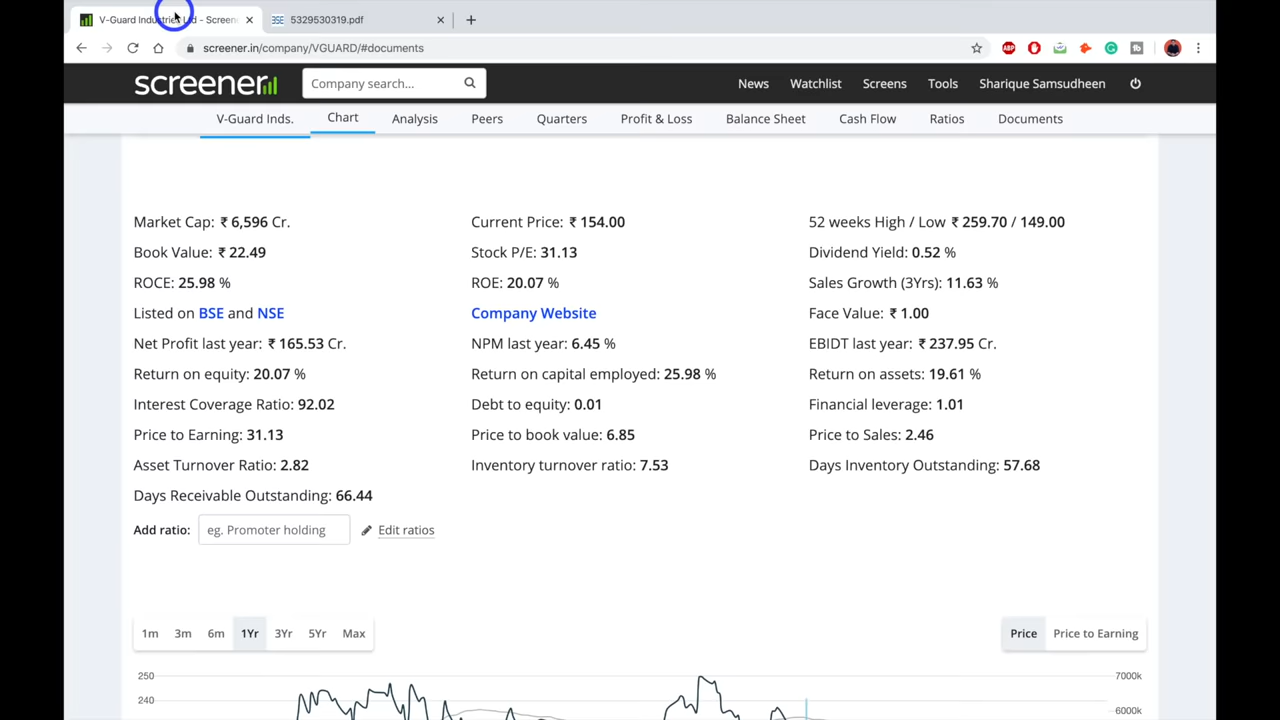 V-Guard Industries Ltd - Screen
5329530319.pdf
screener.in/company/VGUARD/#documents
ABP
screener
Company search...
News
Watchlist
Screens
Tools
Sharique Samsudheen
V-Guard Inds.
Chart
Analysis
Peers
Quarters
Profit & Loss
Balance Sheet
Cash Flow
Ratios
Documents
Market Cap: ₹ 6,596 Cr.
Current Price: ₹ 154.00
52 weeks High / Low ₹ 259.70 / 149.00
Book Value: ₹ 22.49
Stock P/E: 31.13
Dividend Yield: 0.52 %
ROCE: 25.98 %
ROE: 20.07 %
Sales Growth (3Yrs): 11.63 %
Listed on BSE and NSE
Company Website
Face Value: ₹ 1.00
Net Profit last year: ₹ 165.53 Cr.
NPM last year: 6.45 %
EBIDT last year: ₹ 237.95 Cr.
Return on equity: 20.07 %
Return on capital employed: 25.98 %
Return on assets: 19.61 %
Interest Coverage Ratio: 92.02
Debt to equity: 0.01
Financial leverage: 1.01
Price to Earning: 31.13
Price to book value: 6.85
Price to Sales: 2.46
Asset Turnover Ratio: 2.82
Inventory turnover ratio: 7.53
Days Inventory Outstanding: 57.68
Days Receivable Outstanding: 66.44
Add ratio:
eg. Promoter holding
Edit ratios
1m
3m
6m
1Yr
3Yr
5Yr
Max
Price
Price to Earning
250
7000k
240
6000k